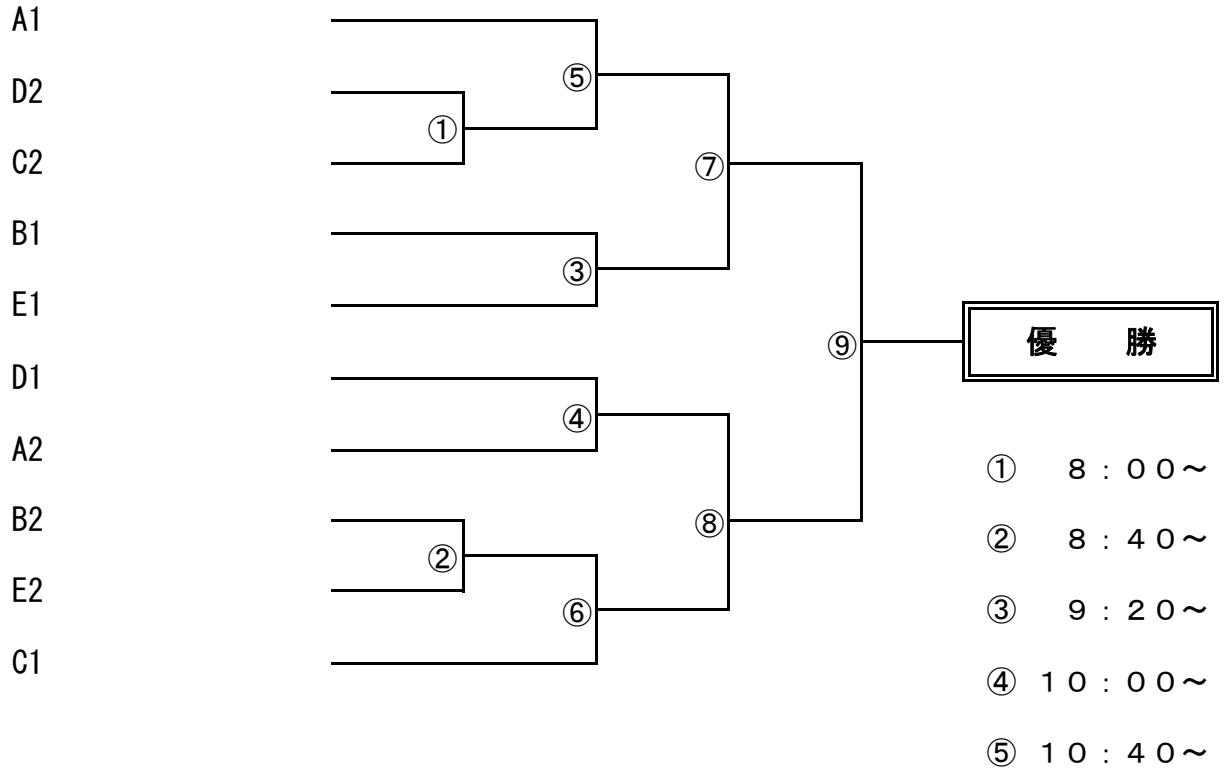 A1
⑤
D2
①
C2
⑦
B1
③
E1
⑨
優　勝
D1
④
A2
① ８：００～
B2
⑧
② ８：４０～
②
E2
⑥
③ ９：２０～
C1
④ １０：００～
⑤ １０：４０～